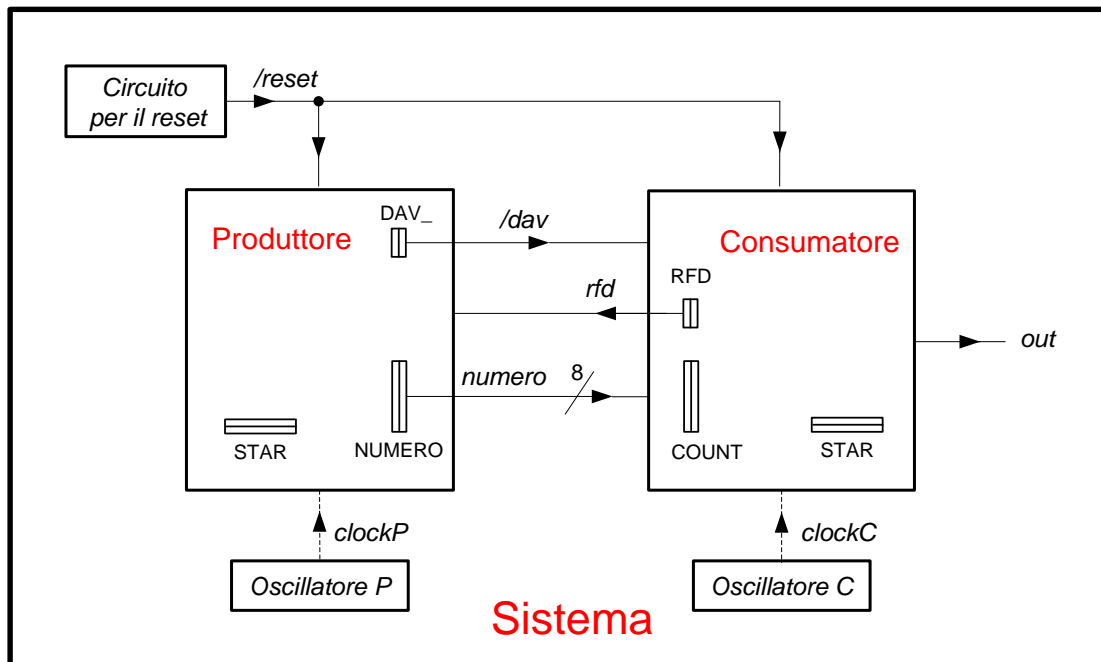 Circuito
per il reset
/reset
Produttore
DAV_
/dav
Consumatore
RFD
rfd
out
numero
8
STAR
NUMERO
COUNT
STAR
clockP
clockC
Oscillatore P
Oscillatore C
Sistema